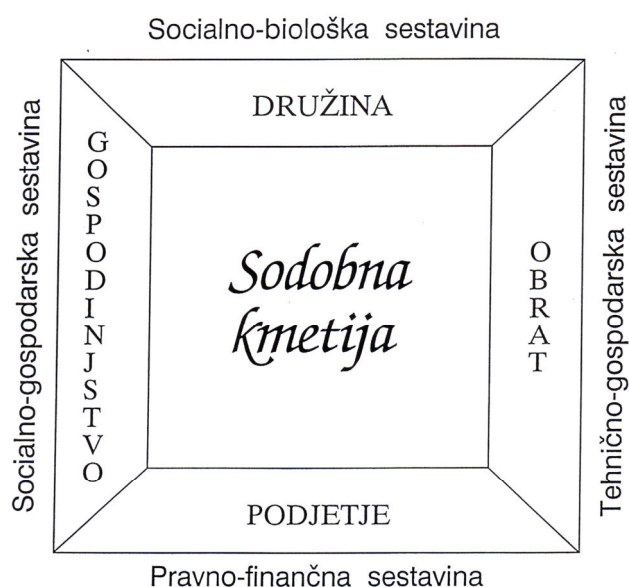 Socialno-biološka sestavina
DRUŽINA
Socialno-gospodarska sestavina
GOSPODINJSTVO
Sodobna
kmetija
OBRAT
Tehnično-gospodarska sestavina
PODJETJE
Pravno-finančna sestavina